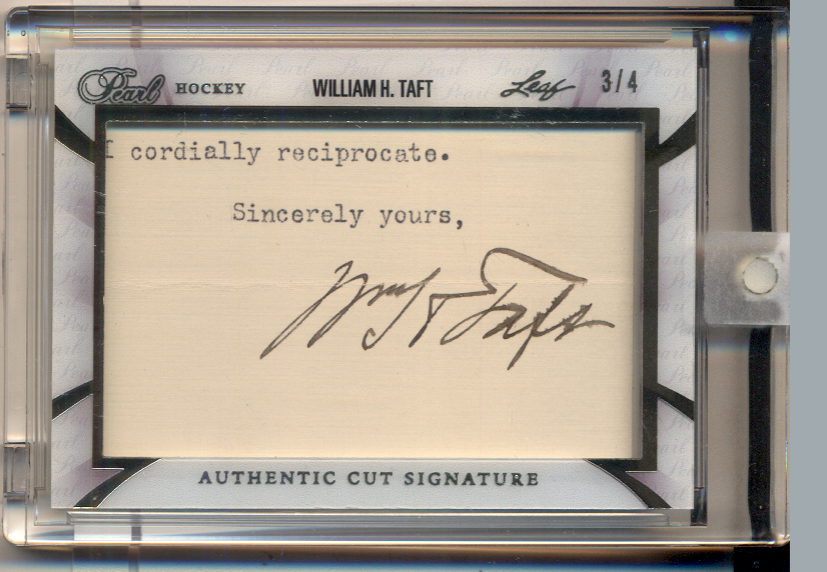 Pearl HOCKEY WILLIAM H. TAFT Leaf 3/4
I cordially reciprocate.
Sincerely yours,
Wm H Taft
AUTHENTIC CUT SIGNATURE